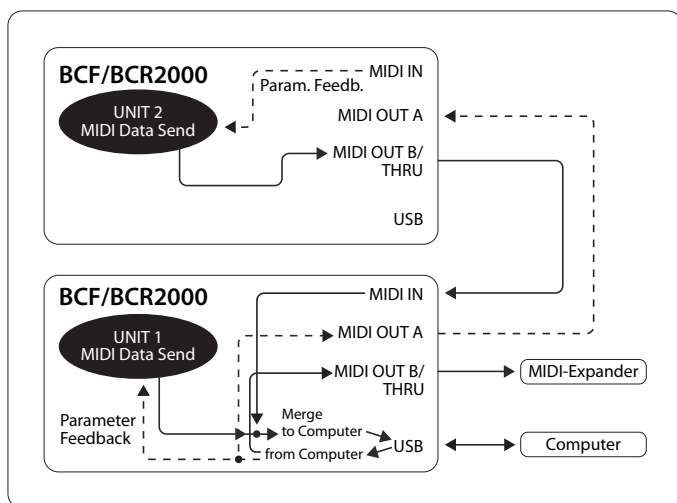 BCF/BCR2000
MIDI IN
Param. Feedb.
UNIT 2
MIDI Data Send
MIDI OUT A
MIDI OUT B/
THRU
USB
BCF/BCR2000
MIDI IN
UNIT 1
MIDI Data Send
MIDI OUT A
MIDI OUT B/
THRU
MIDI-Expander
Parameter
Feedback
Merge
to Computer
from Computer
USB
Computer